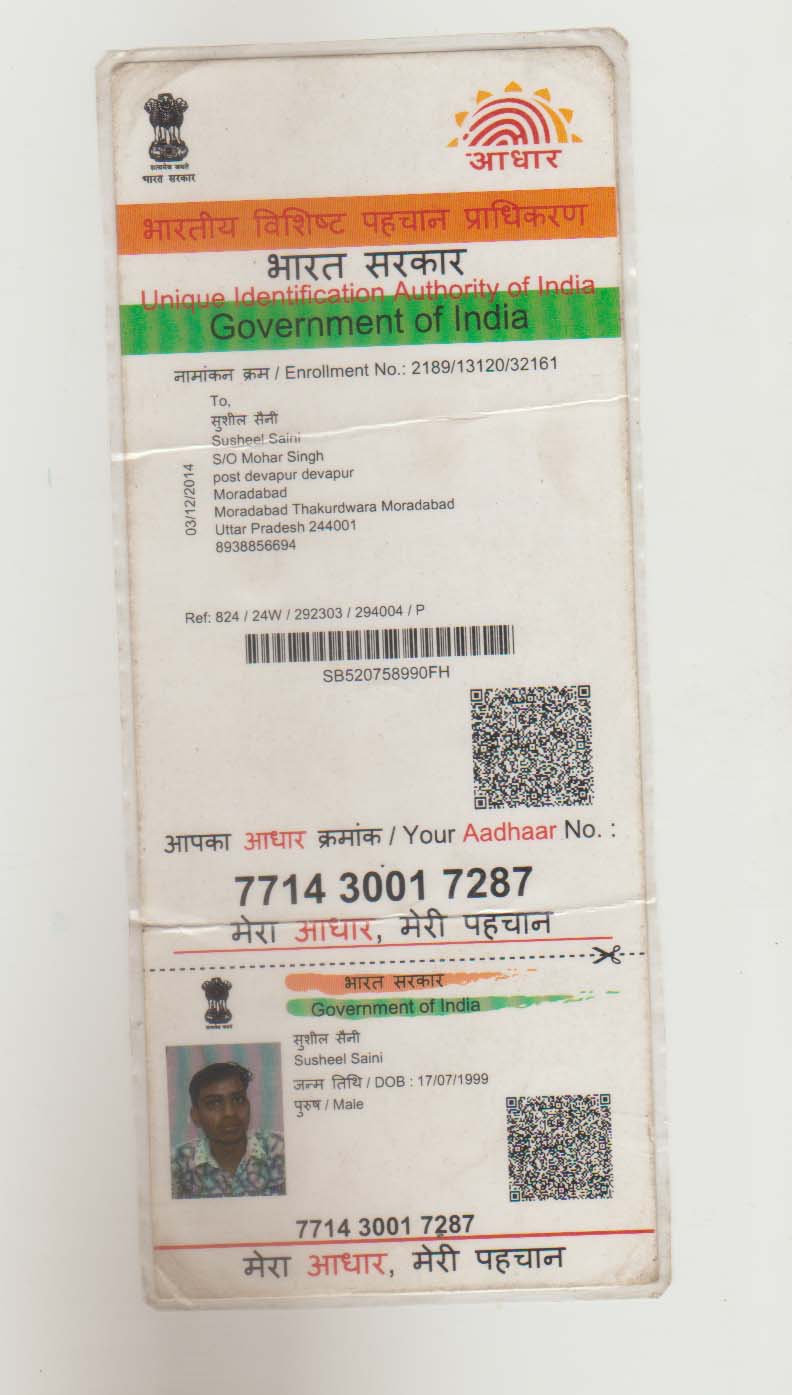 सत्यमेव जयते
भारत सरकार
आधार
भारतीय विशिष्ट पहचान प्राधिकरण
भारत सरकार
Unique Identification Authority of India
Government of India
नामांकन क्रम / Enrollment No.: 2189/13120/32161
To,
सुशील सैनी
Susheel Saini
S/O Mohar Singh
post devapur devapur
Moradabad
Moradabad Thakurdwara Moradabad
Uttar Pradesh 244001
8938856694
03/12/2014
Ref: 824 / 24W / 292303 / 294004 / P
SB520758990FH
आपका आधार क्रमांक / Your Aadhaar No. :
7714 3001 7287
मेरा आधार, मेरी पहचान
भारत सरकार
Government of India
सुशील सैनी
Susheel Saini
जन्म तिथि / DOB : 17/07/1999
पुरुष / Male
7714 3001 7287
मेरा आधार, मेरी पहचान